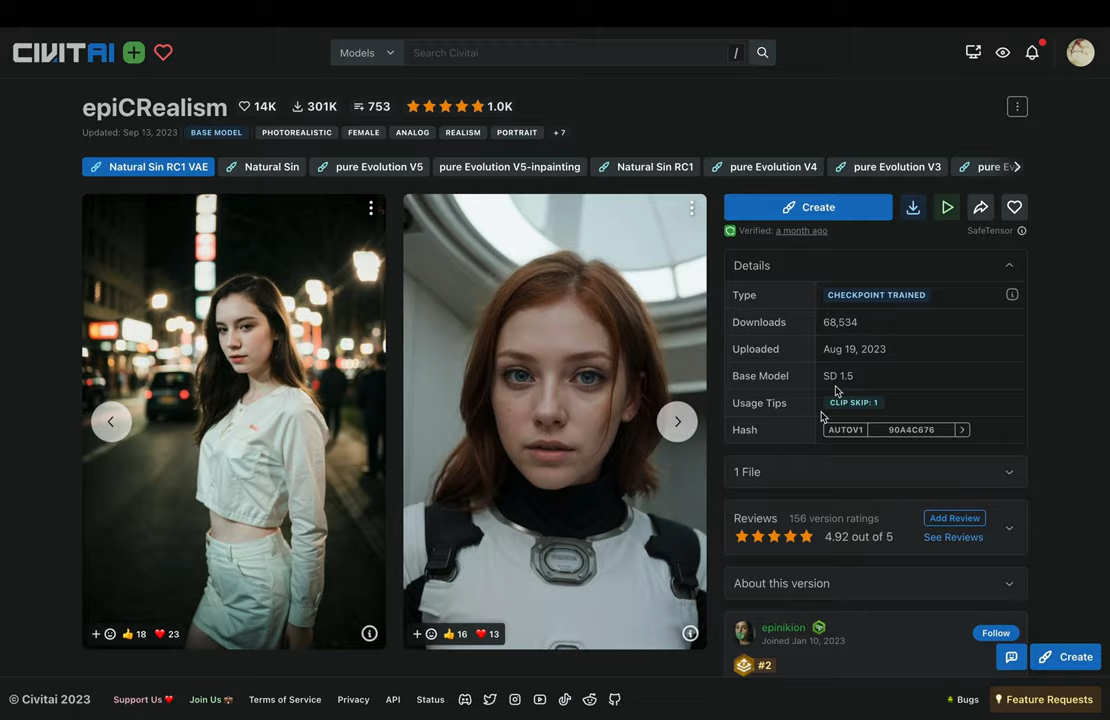 CIVITAI
Models
Search Civitai
/
epiCRealism
14K
301K
753
1.0K
Updated: Sep 13, 2023
BASE MODEL
PHOTOREALISTIC
FEMALE
ANALOG
REALISM
PORTRAIT
+ 7
Natural Sin RC1 VAE
Natural Sin
pure Evolution V5
pure Evolution V5-inpainting
Natural Sin RC1
pure Evolution V4
pure Evolution V3
pure Ev
Create
Verified: a month ago
SafeTensor
Details
Type
CHECKPOINT TRAINED
Downloads
68,534
Uploaded
Aug 19, 2023
Base Model
SD 1.5
Usage Tips
CLIP SKIP: 1
Hash
AUTOV1
90A4C676
1 File
Reviews
156 version ratings
Add Review
4.92 out of 5
See Reviews
About this version
epinikion
Joined Jan 10, 2023
Follow
#2
Create
18
23
16
13
© Civitai 2023
Support Us
Join Us
Terms of Service
Privacy
API
Status
Bugs
Feature Requests